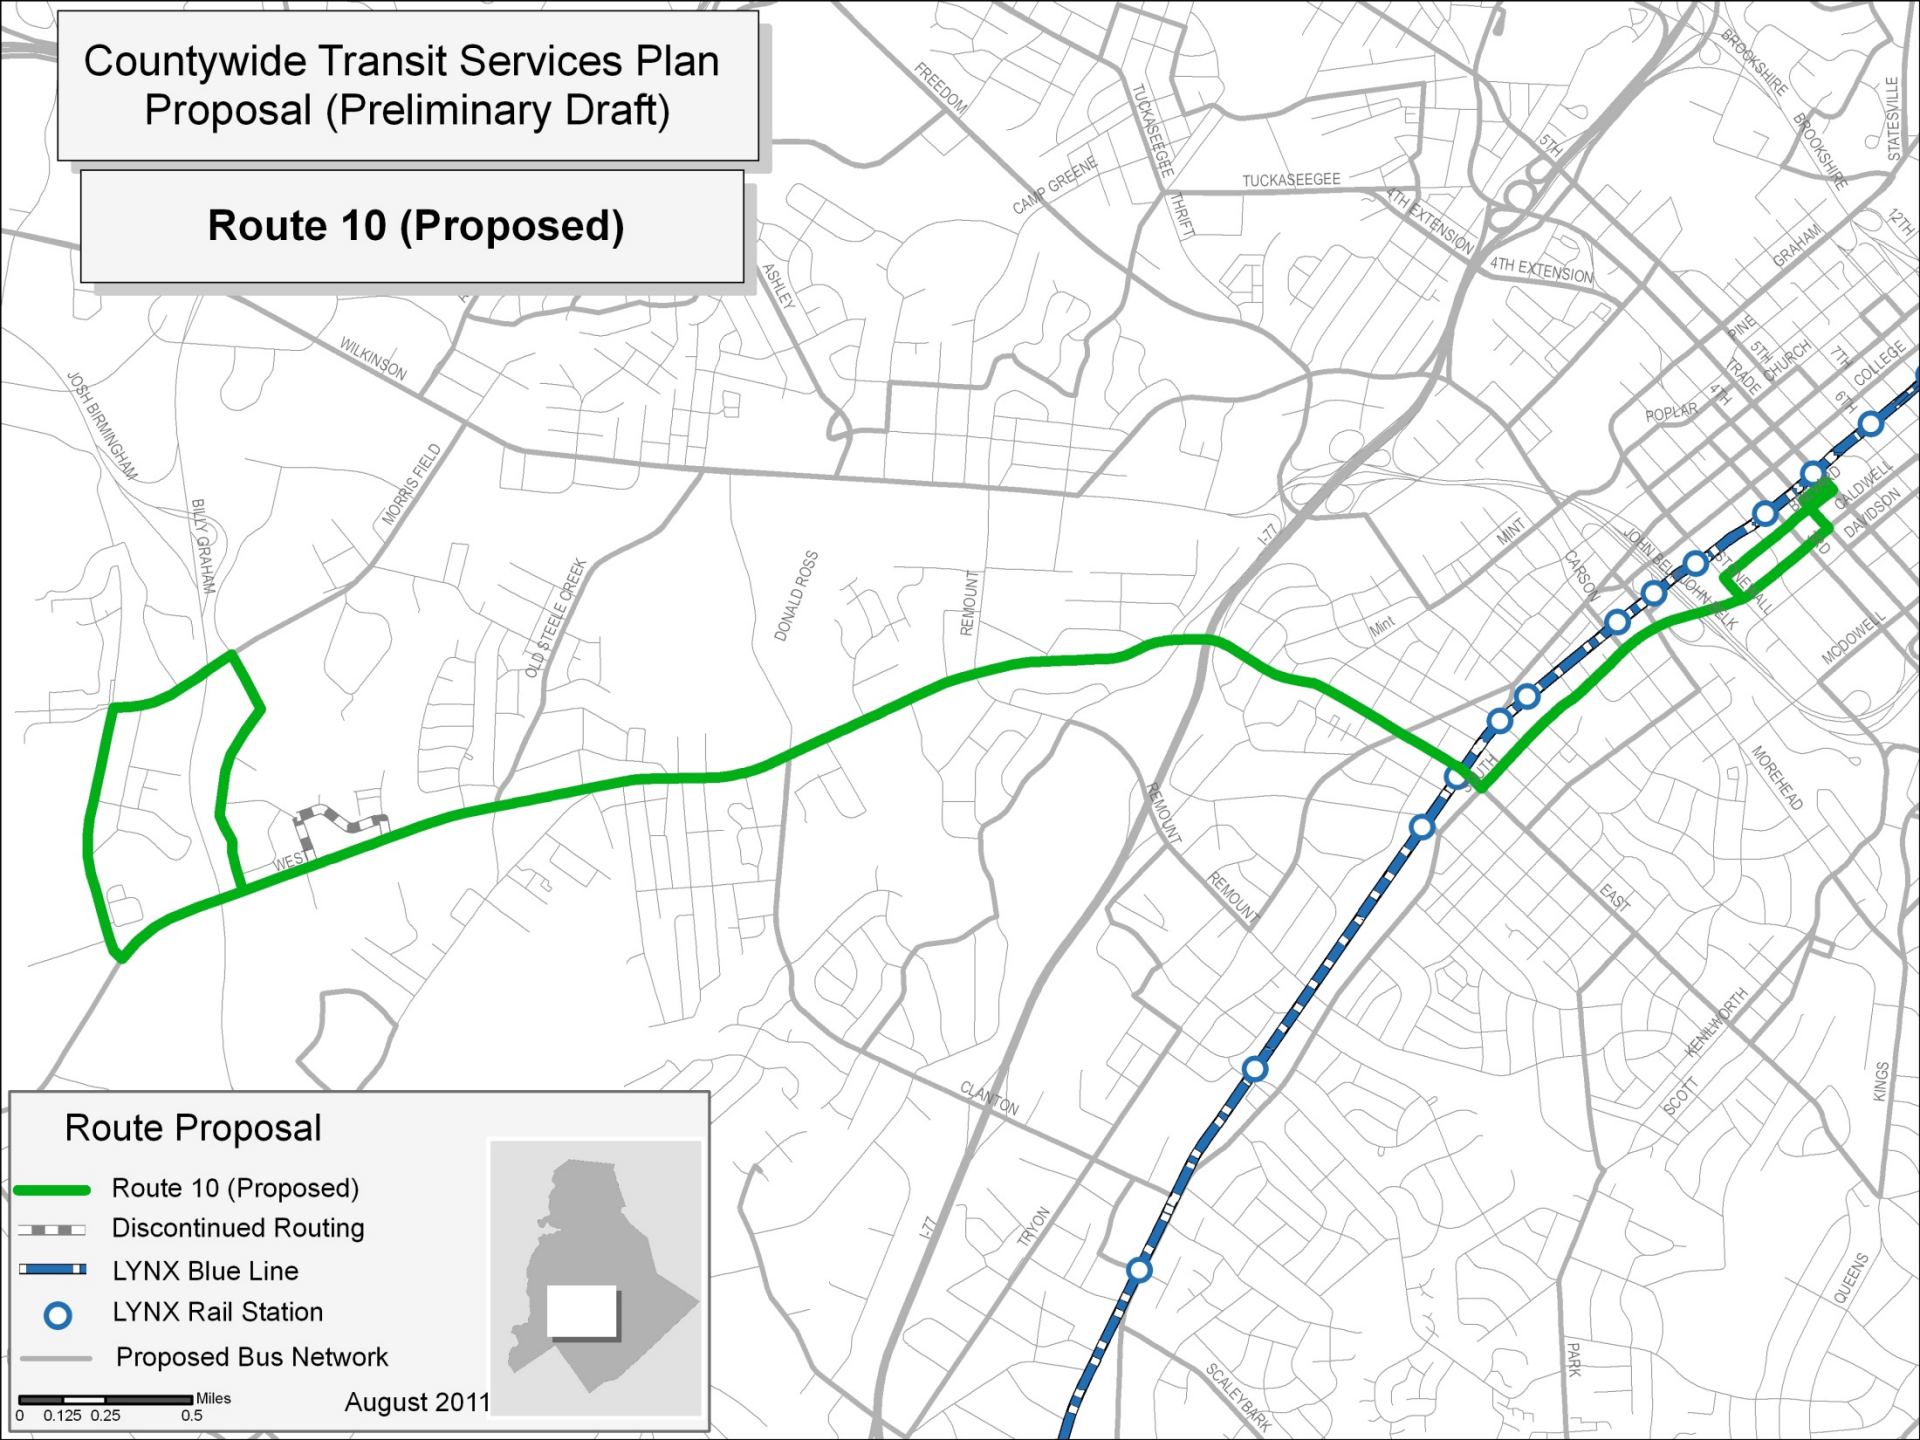 Countywide Transit Services Plan
Proposal (Preliminary Draft)
Route 10 (Proposed)
BROOKSHIRE
FREEDOM
TUCKASEEGEE
STATESVILLE
BROOKSHIRE
5TH
CAMP GREENE
TUCKASEEGEE
THRIFT
4TH EXTENSION
12TH
GRAHAM
4TH EXTENSION
ASHLEY
WILKINSON
PINE
5TH
CHURCH
7TH
COLLEGE
TRADE
4TH
6TH
POPLAR
JOSH BIRMINGHAM
MORRIS FIELD
BILLY GRAHAM
CALDWELL
DAVIDSON
I-77
MINT
CARSON
STONEWALL
JOHN BELK
MCDOWELL
OLD STEELE CREEK
DONALD ROSS
REMOUNT
Mint
MOREHEAD
REMOUNT
WEST
REMOUNT
EAST
KENILWORTH
SCOTT
KINGS
CLANTON
I-77
TRYON
QUEENS
PARK
SCALEYBARK
Route Proposal
Route 10 (Proposed)
Discontinued Routing
LYNX Blue Line
LYNX Rail Station
Proposed Bus Network
Miles
0 0.125 0.25 0.5
August 2011